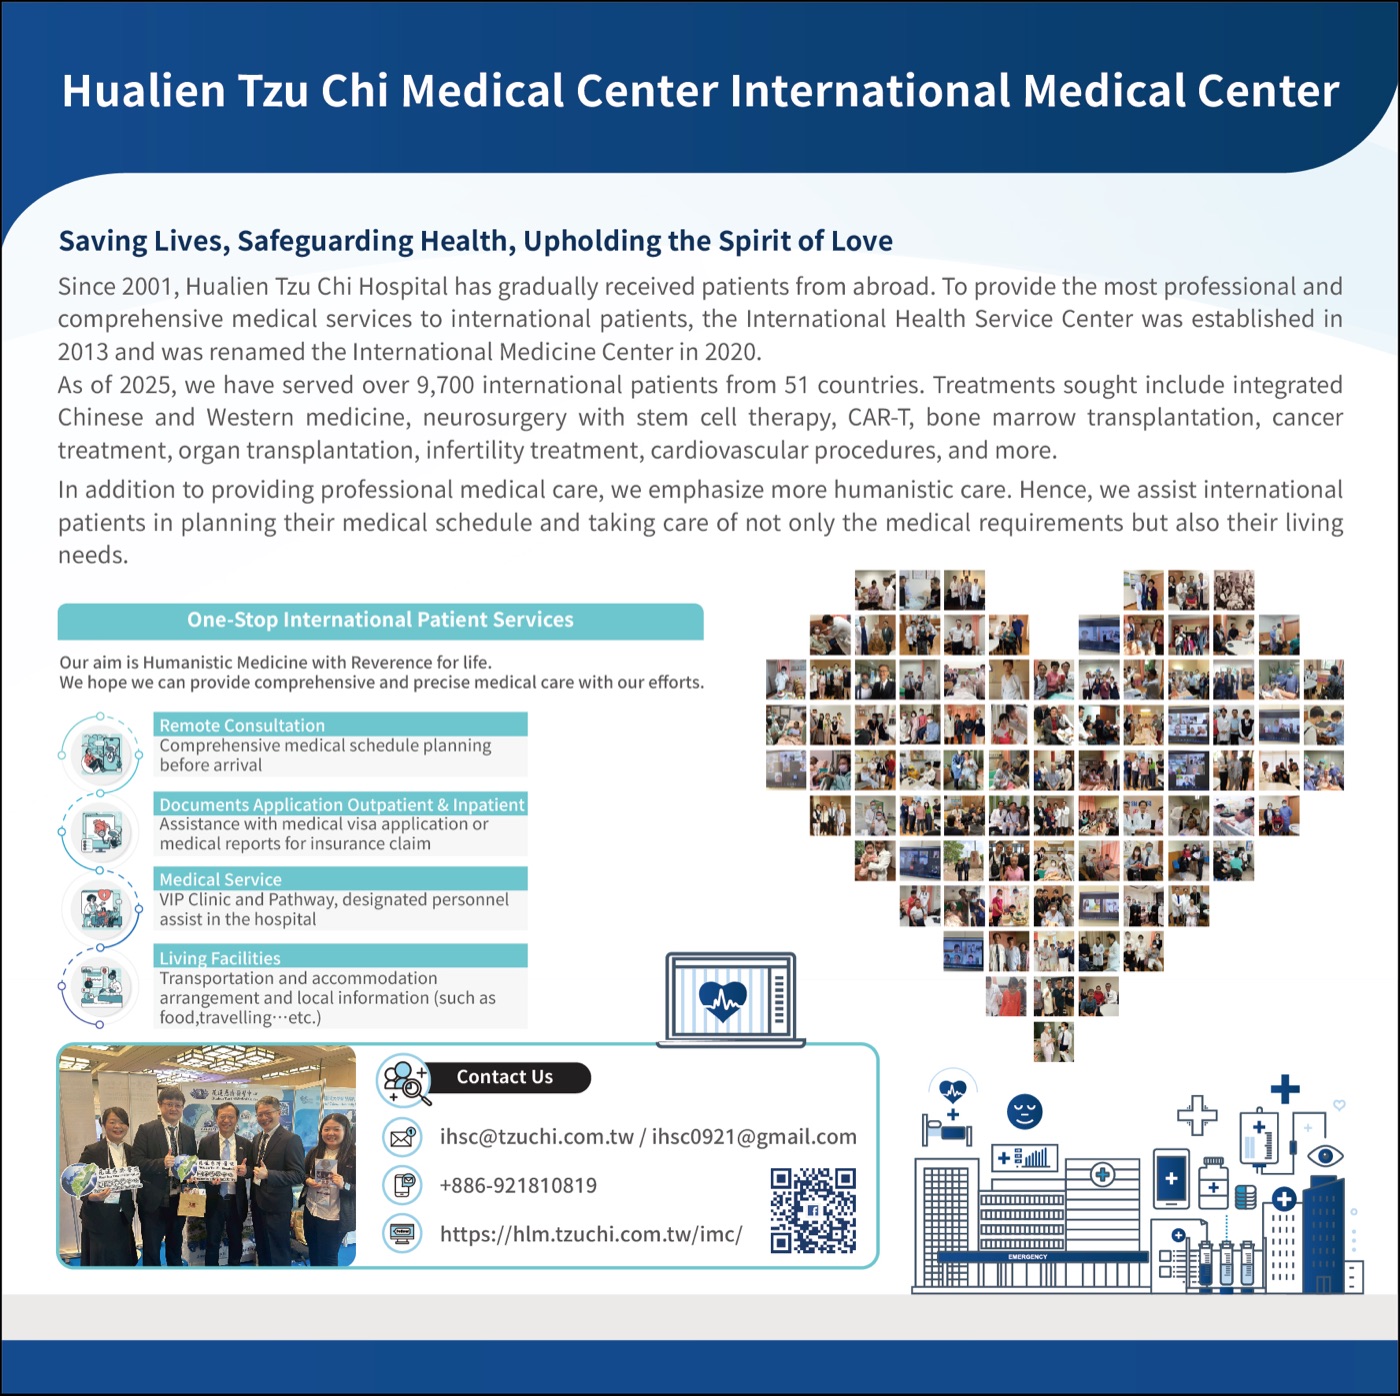 Hualien Tzu Chi Medical Center International Medical Center
Saving Lives, Safeguarding Health, Upholding the Spirit of Love
Since 2001, Hualien Tzu Chi Hospital has gradually received patients from abroad. To provide the most professional and
comprehensive medical services to international patients, the International Health Service Center was established in
2013 and was renamed the International Medicine Center in 2020.
As of 2025, we have served over 9,700 international patients from 51 countries. Treatments sought include integrated
Chinese and Western medicine, neurosurgery with stem cell therapy, CAR-T, bone marrow transplantation, cancer
treatment, organ transplantation, infertility treatment, cardiovascular procedures, and more.
In addition to providing professional medical care, we emphasize more humanistic care. Hence, we assist international
patients in planning their medical schedule and taking care of not only the medical requirements but also their living
needs.
One-Stop International Patient Services
Our aim is Humanistic Medicine with Reverence for life.
We hope we can provide comprehensive and precise medical care with our efforts.
Remote Consultation
Comprehensive medical schedule planning
before arrival
Documents Application Outpatient & Inpatient
Assistance with medical visa application or
medical reports for insurance claim
Medical Service
VIP Clinic and Pathway, designated personnel
assist in the hospital
Living Facilities
Transportation and accommodation
arrangement and local information (such as
food,travelling…etc.)
Contact Us
ihsc@tzuchi.com.tw / ihsc0921@gmail.com
+886-921810819
https://hlm.tzuchi.com.tw/imc/
EMERGENCY